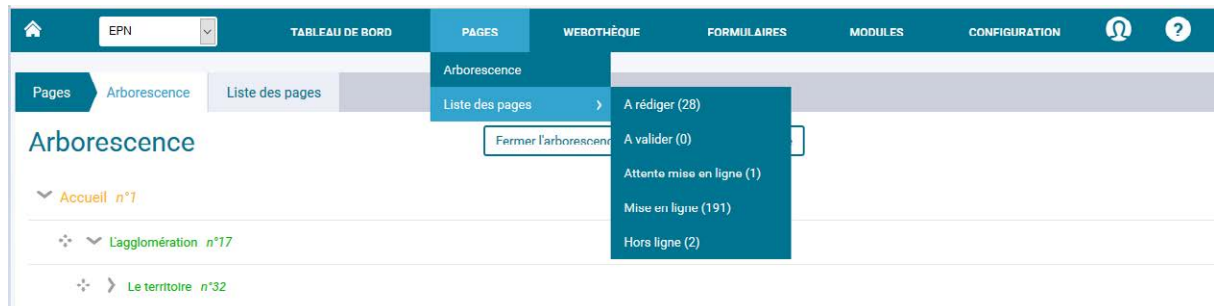 EPN
TABLEAU DE BORD
PAGES
WEBOTHÈQUE
FORMULAIRES
MODULES
CONFIGURATION
?
Arborescence
Liste des pages
A rédiger (28)
A valider (0)
Attente mise en ligne (1)
Mise en ligne (191)
Hors ligne (2)
Pages
Arborescence
Liste des pages
Arborescence
Fermer l'arborescenc
Accueil n°1
L'agglomération n°17
Le territoire n°32